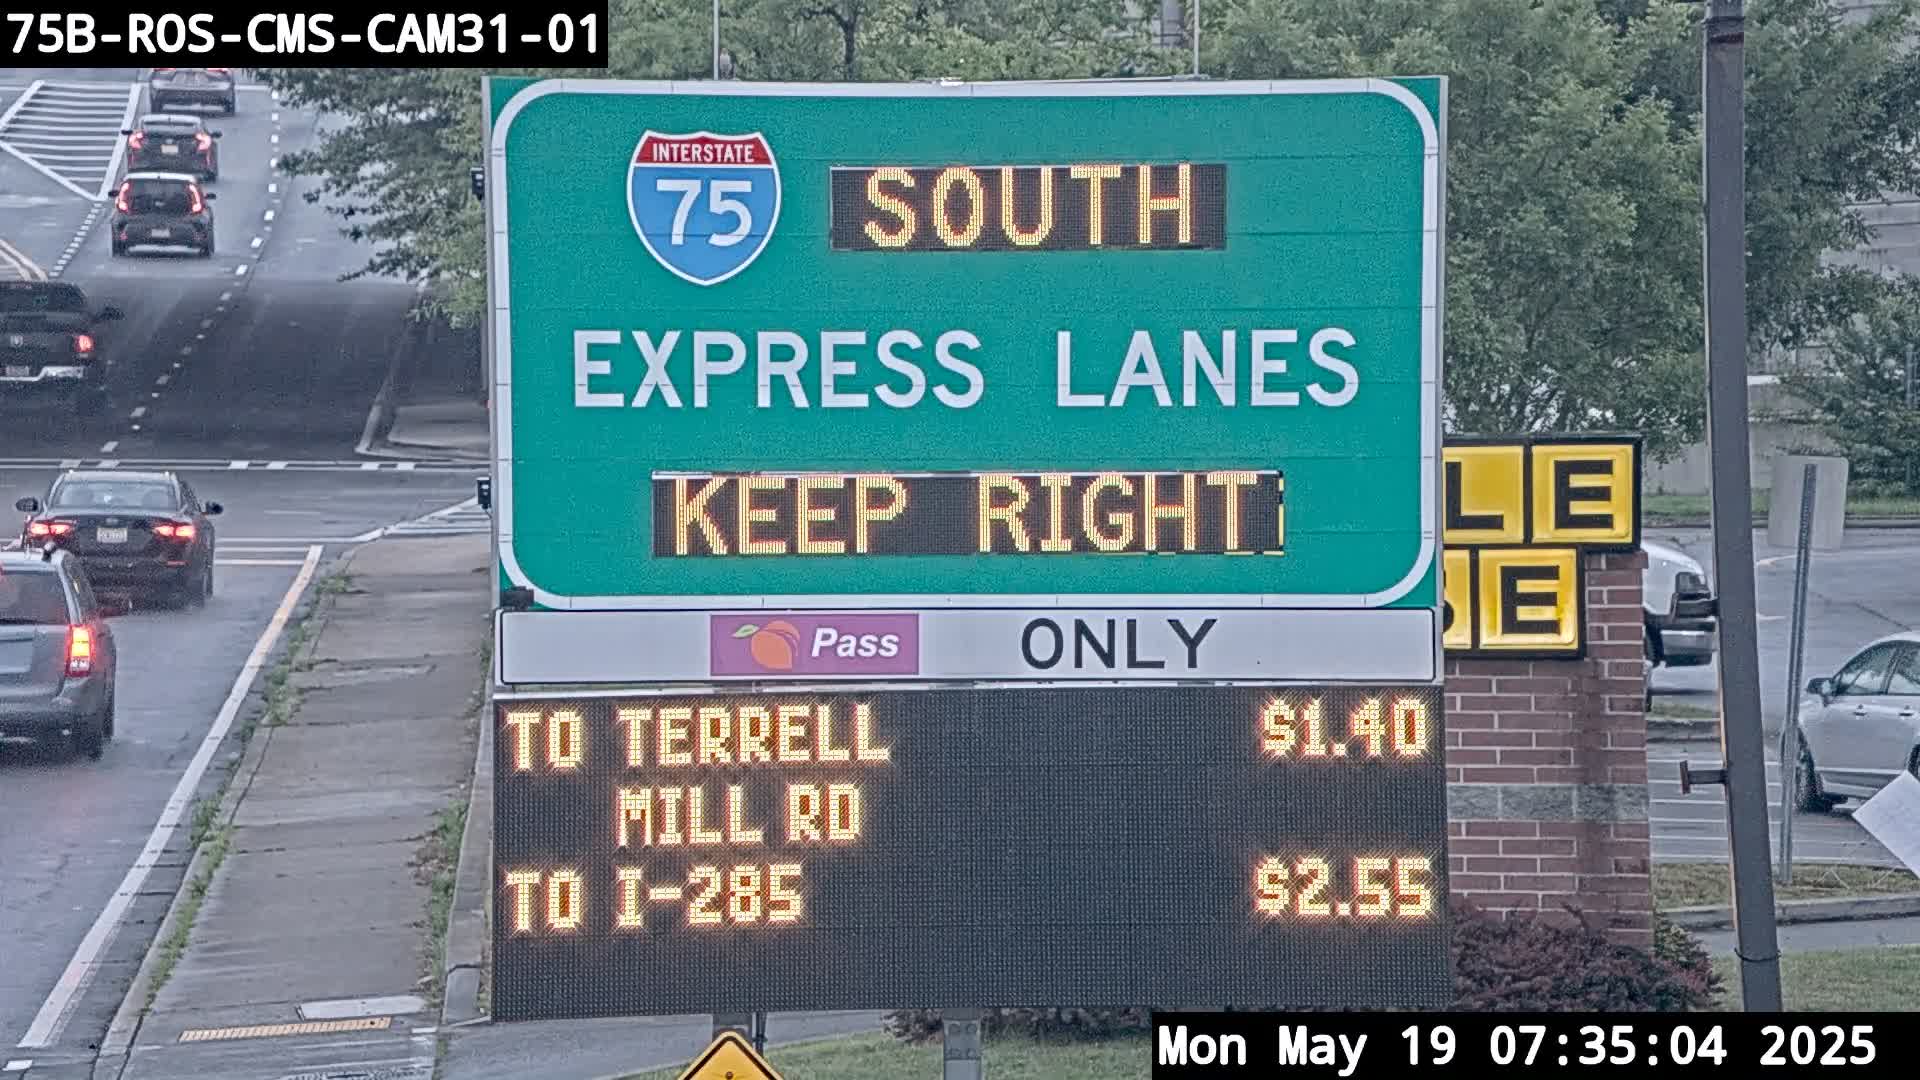 75B-ROS-CMS-CAM31-01
INTERSTATE
75
SOUTH
EXPRESS LANES
KEEP RIGHT
Pass ONLY
TO TERRELL $1.40
MILL RD
TO I-285 $2.55
LE
E
Mon May 19 07:35:04 2025